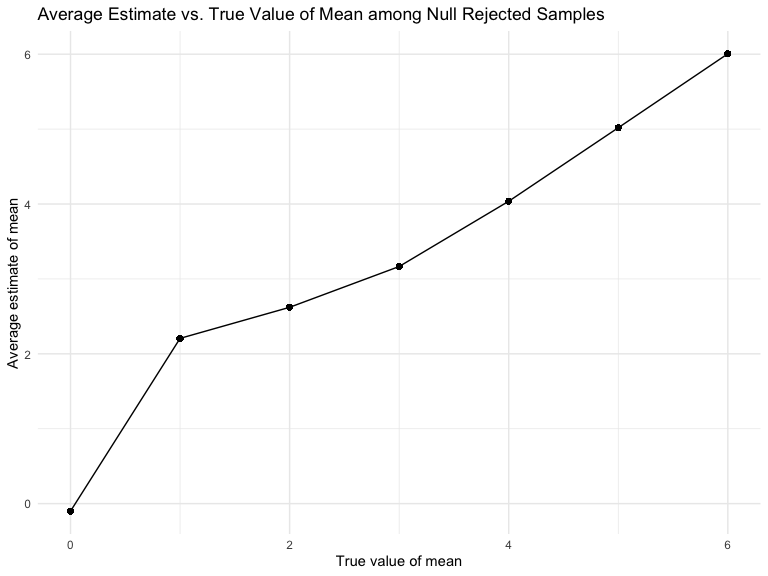 Average Estimate vs. True Value of Mean among Null Rejected Samples
6
4
2
0
Average estimate of mean
0
2
4
6
True value of mean